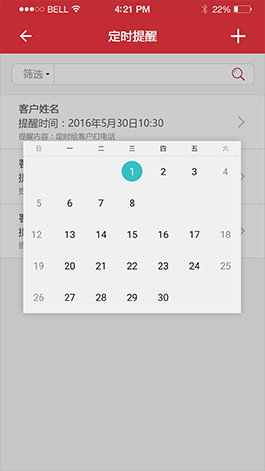 BELL 4:21 PM 22%
定时提醒
筛选
客户姓名
提醒时间：2016年5月30日10:30
提醒内容：定时给客户打电话
日 一 二 三 四 五 六
1 2 3 4
5 6 7 8
12 13 14 15 16 17 18
19 20 21 22 23 24 25
26 27 28 29 30